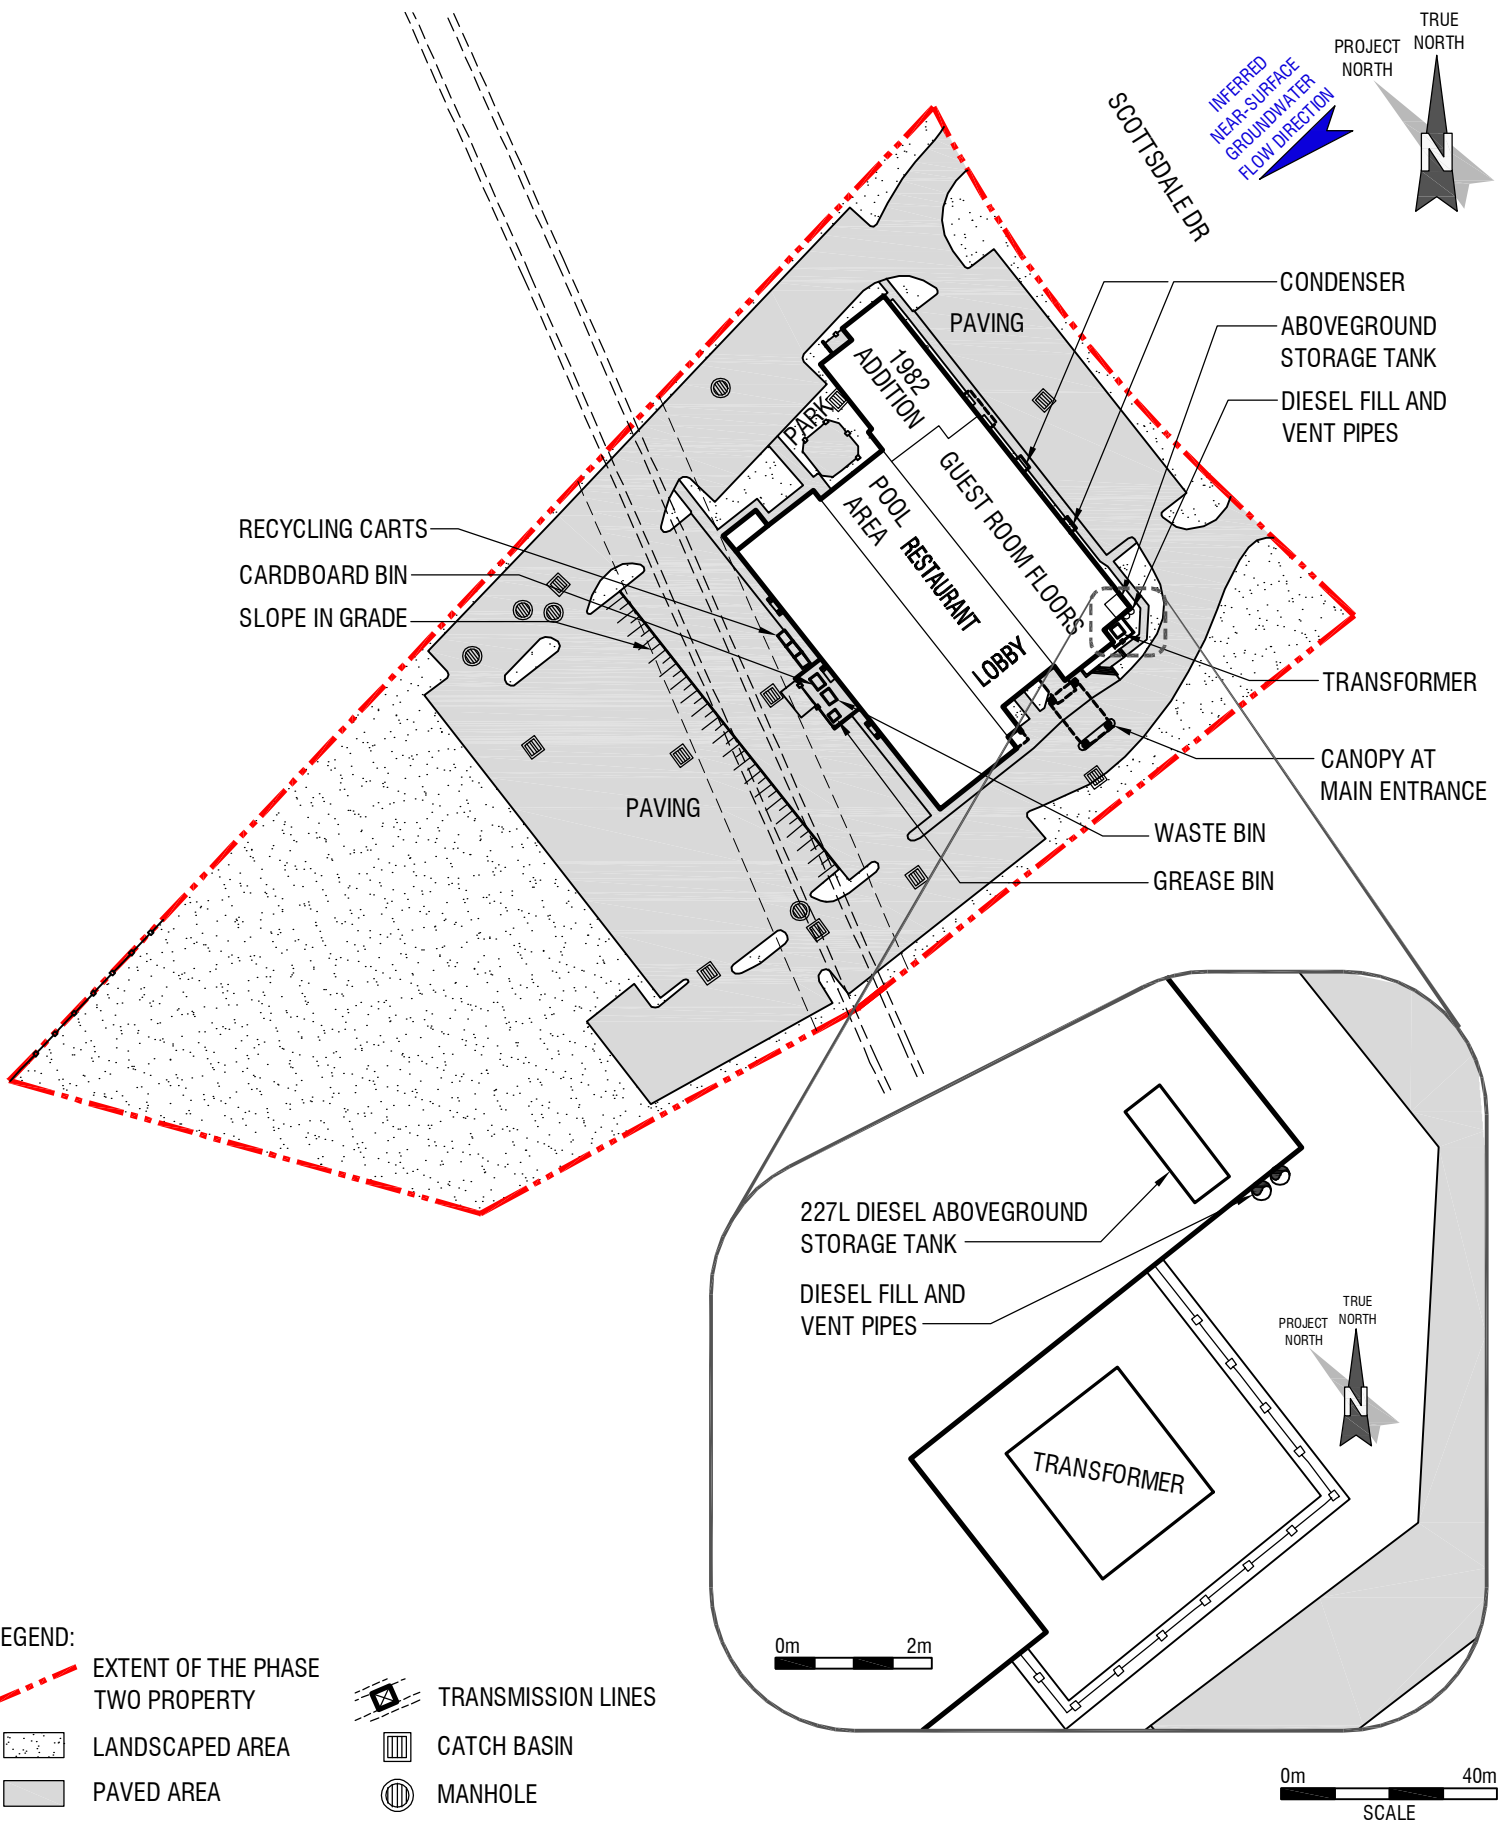 TRUE
NORTH
PROJECT
NORTH
N
INFERRED
NEAR-SURFACE
GROUNDWATER
FLOW DIRECTION
SCOTTSDALE DR
CONDENSER
ABOVEGROUND
STORAGE TANK
DIESEL FILL AND
VENT PIPES
PAVING
1982
ADDITION
PARK
GUEST ROOM FLOORS
POOL
AREA
RESTAURANT
LOBBY
RECYCLING CARTS
CARDBOARD BIN
SLOPE IN GRADE
TRANSFORMER
CANOPY AT
MAIN ENTRANCE
PAVING
WASTE BIN
GREASE BIN
227L DIESEL ABOVEGROUND
STORAGE TANK
DIESEL FILL AND
VENT PIPES
TRUE
NORTH
PROJECT
NORTH
N
TRANSFORMER
0m 2m
EGEND:
EXTENT OF THE PHASE
TWO PROPERTY
TRANSMISSION LINES
LANDSCAPED AREA
CATCH BASIN
PAVED AREA
MANHOLE
0m 40m
SCALE